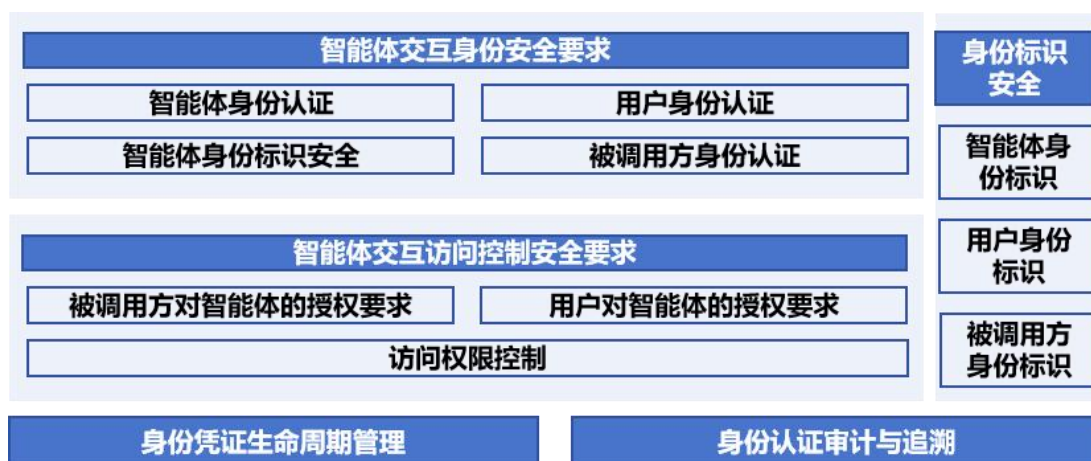 智能体交互身份安全要求
智能体身份认证
用户身份认证
智能体身份标识安全
被调用方身份认证
智能体交互访问控制安全要求
被调用方对智能体的授权要求
用户对智能体的授权要求
访问权限控制
身份标识
安全
智能体身
份标识
用户身份
标识
被调用方
身份标识
身份凭证生命周期管理
身份认证审计与追溯